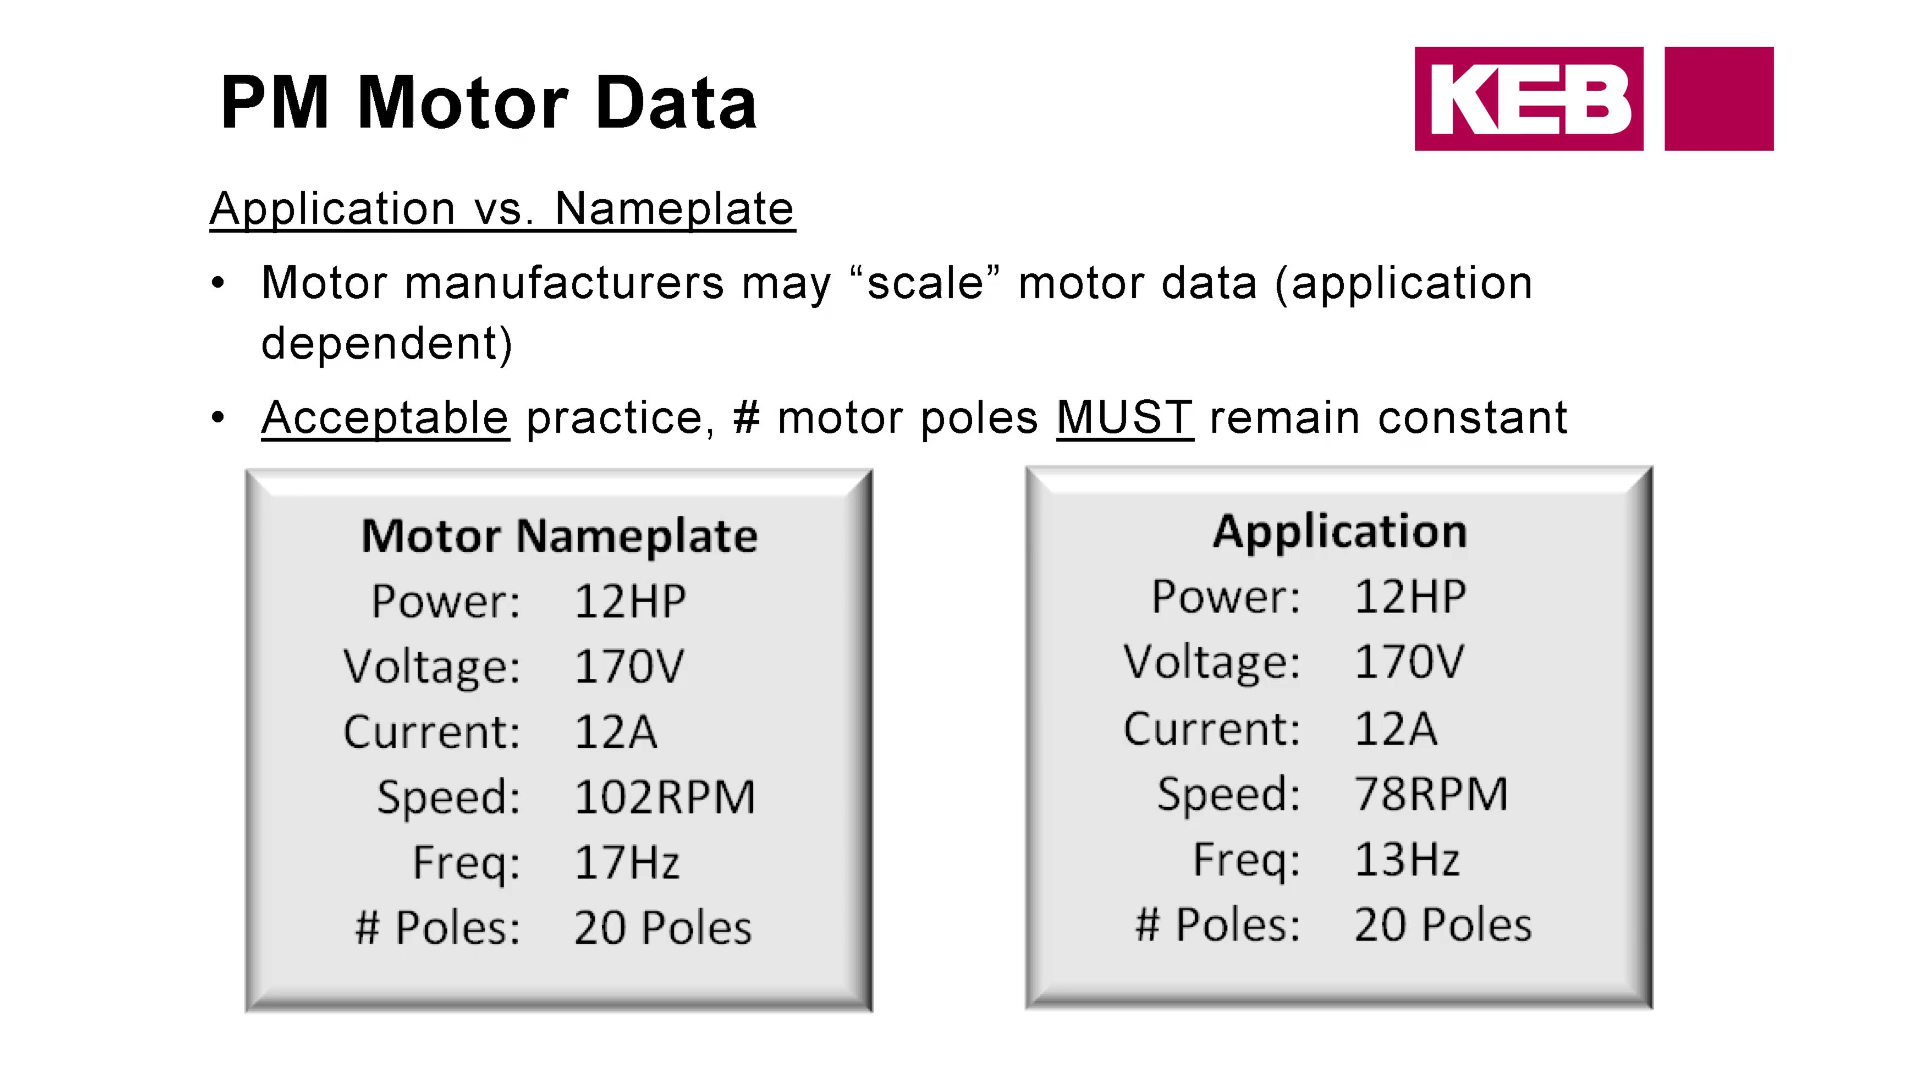 PM Motor Data
KEB
Application vs. Nameplate
• Motor manufacturers may “scale” motor data (application
dependent)
• Acceptable practice, # motor poles MUST remain constant
Motor Nameplate
Power: 12HP
Voltage: 170V
Current: 12A
Speed: 102RPM
Freq: 17Hz
# Poles: 20 Poles
Application
Power: 12HP
Voltage: 170V
Current: 12A
Speed: 78RPM
Freq: 13Hz
# Poles: 20 Poles